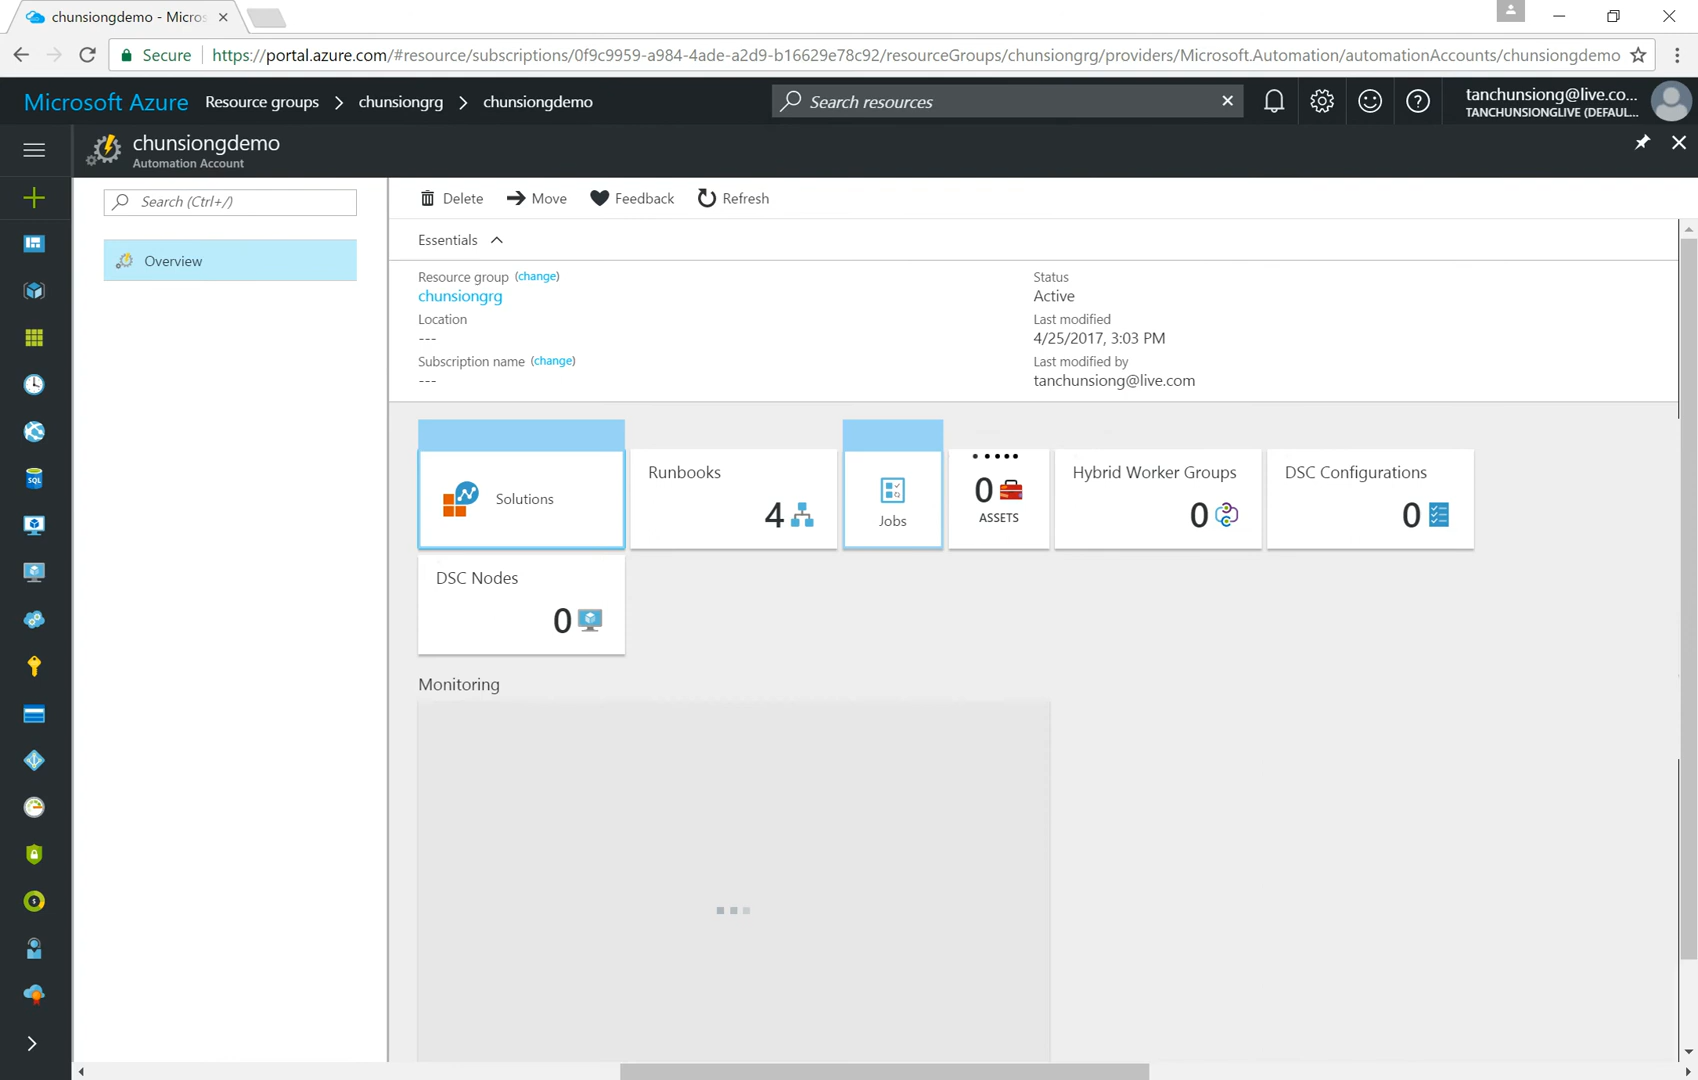 chunsiongdemo - Micros
Secure
https://portal.azure.com/#resource/subscriptions/0f9c9959-a984-4ade-a2d9-b16629e78c92/resourceGroups/chunsiongrg/providers/Microsoft.Automation/automationAccounts/chunsiongdemo
Microsoft Azure
Resource groups
chunsiongrg
chunsiongdemo
Search resources
tanchunsiong@live.co...
TANCHUNSIONGLIVE (DEFAUL...
chunsiongdemo
Automation Account
Search (Ctrl+/)
Overview
Delete
Move
Feedback
Refresh
Essentials
Resource group (change)
chunsiongrg
Location
---
Subscription name (change)
---
Status
Active
Last modified
4/25/2017, 3:03 PM
Last modified by
tanchunsiong@live.com
Solutions
Runbooks
4
Jobs
0
ASSETS
Hybrid Worker Groups
0
DSC Configurations
0
DSC Nodes
0
Monitoring
SQL